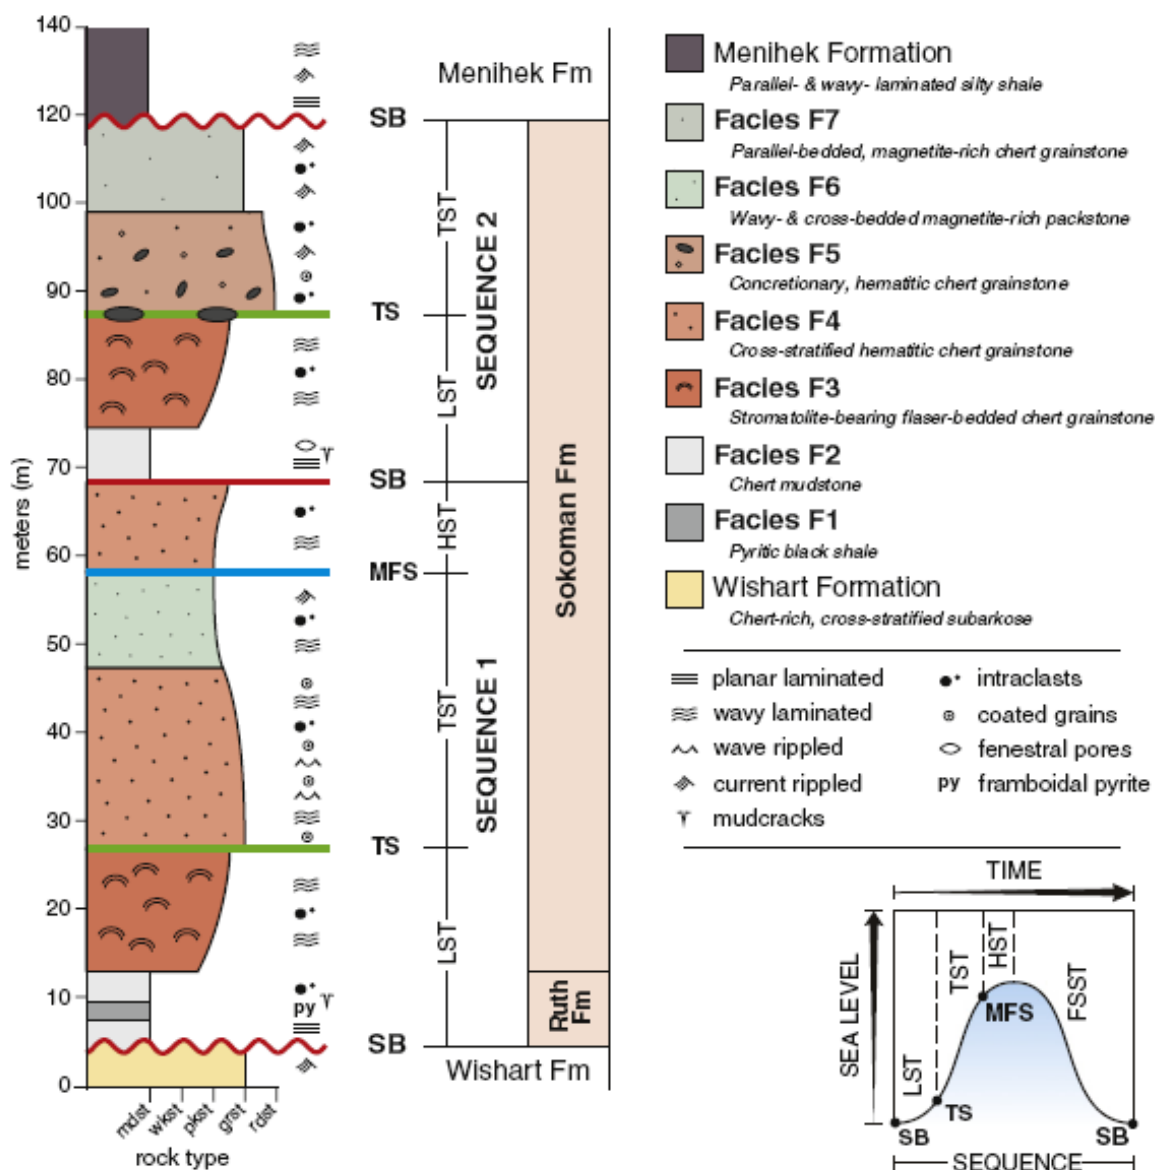 140
130
120
110
100
90
80
70
60
50
40
30
20
10
0
meters (m)
mdst
wkst
pkst
grst
rdst
rock type
py
Menihek Fm
SB
TS
SB
MFS
TS
SB
TST
LST
HST
TST
LST
SEQUENCE 2
SEQUENCE 1
Sokoman Fm
Ruth Fm
Wishart Fm
Menihek Formation
Parallel- & wavy- laminated silty shale
Facies F7
Parallel-bedded, magnetite-rich chert grainstone
Facies F6
Wavy- & cross-bedded magnetite-rich packstone
Facies F5
Concretionary, hematitic chert grainstone
Facies F4
Cross-stratified hematitic chert grainstone
Facies F3
Stromatolite-bearing flaser-bedded chert grainstone
Facies F2
Chert mudstone
Facies F1
Pyritic black shale
Wishart Formation
Chert-rich, cross-stratified subarkose
planar laminated
wavy laminated
wave rippled
current rippled
mudcracks
intraclasts
coated grains
fenestral pores
py framboidal pyrite
TIME
SEA LEVEL
LST
TST
HST
FSST
MFS
TS
SB
SB
SEQUENCE